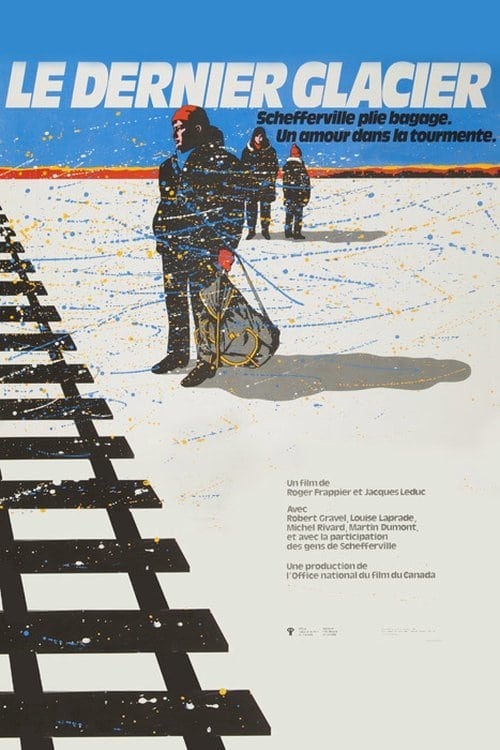 LE DERNIER GLACIER
Schefferville plie bagage.
Un amour dans la tourmente.
Un film de
Roger Frappier et Jacques Leduc
Avec
Robert Gravel, Louise Laprade,
Michel Rivard, Martin Dumont,
et avec la participation
des gens de Schefferville
Une production de
l'Office national du film du Canada